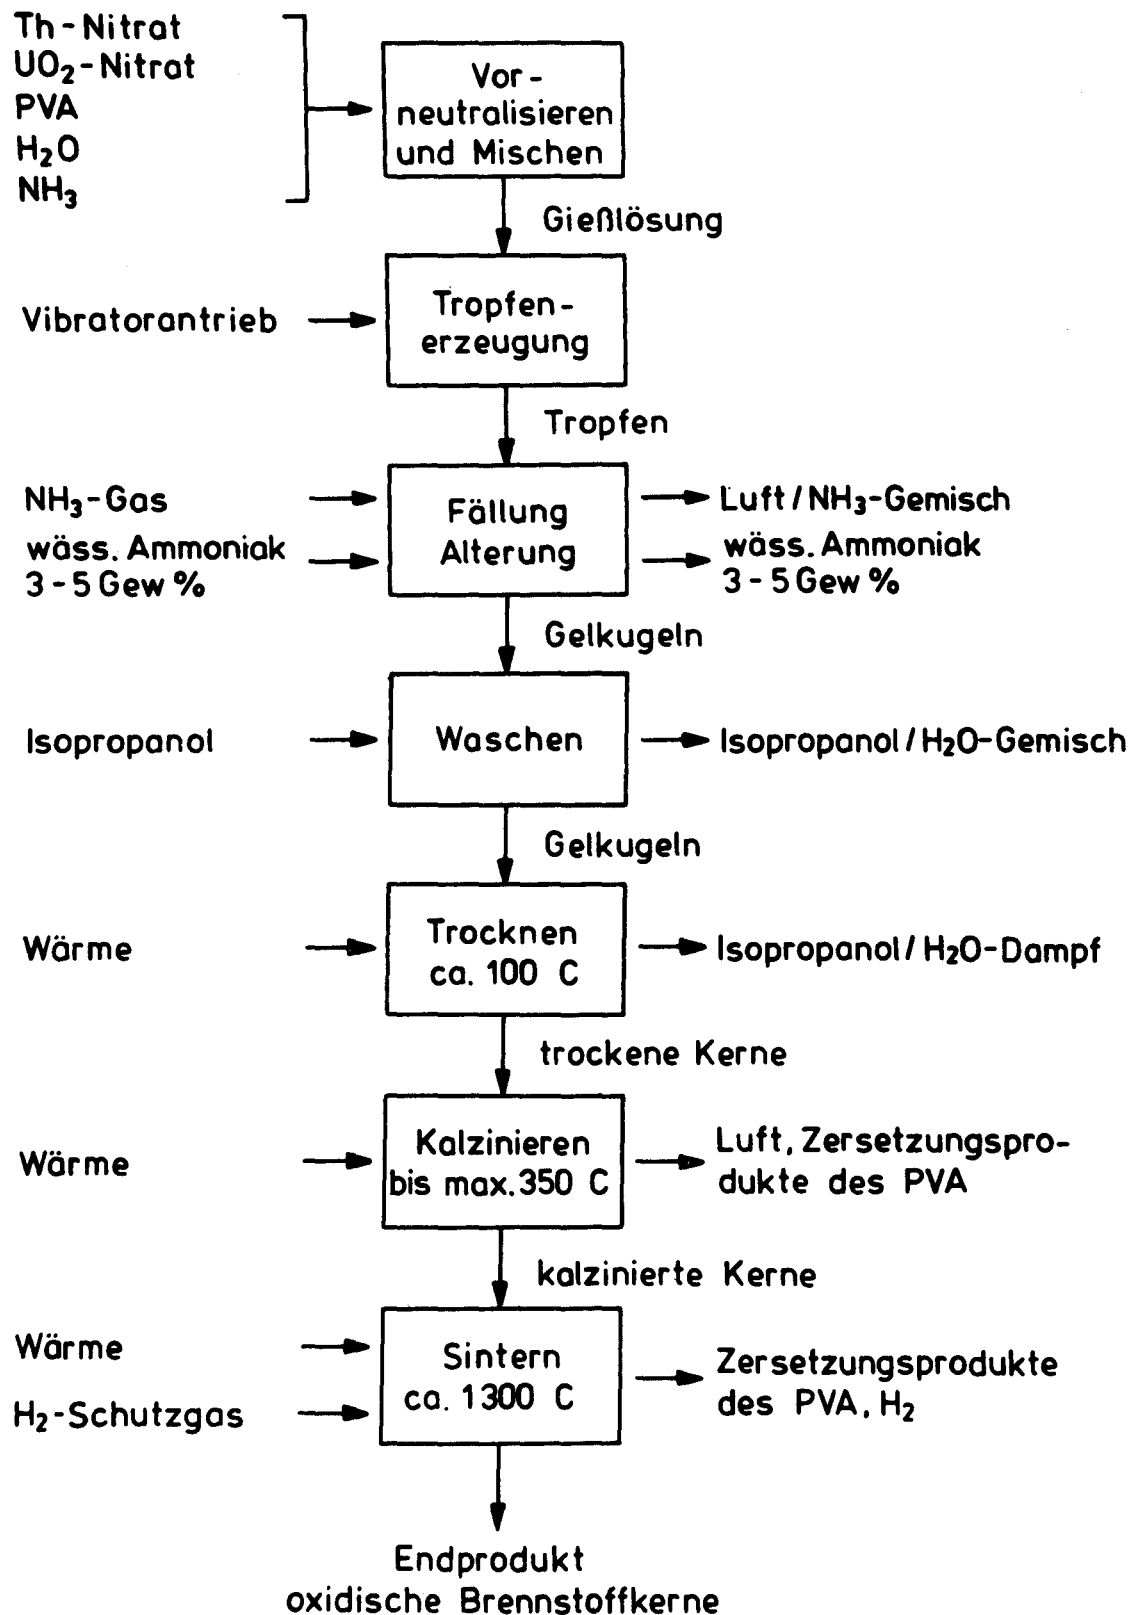 Th-Nitrat
UO₂-Nitrat
PVA
H₂O
NH₃
Vor-
neutralisieren
und Mischen
Gießlösung
Vibratorantrieb
Tropfen-
erzeugung
Tropfen
NH₃-Gas
wäss. Ammoniak
3-5 Gew %
Fällung
Alterung
Luft/NH₃-Gemisch
wäss. Ammoniak
3-5 Gew %
Gelkugeln
Isopropanol
Waschen
Isopropanol/H₂O-Gemisch
Gelkugeln
Wärme
Trocknen
ca. 100 C
Isopropanol/H₂O-Dampf
trockene Kerne
Wärme
Kalzinieren
bis max. 350 C
Luft, Zersetzungspro-
dukte des PVA
kalzinierte Kerne
Wärme
H₂-Schutzgas
Sintern
ca. 1300 C
Zersetzungsprodukte
des PVA, H₂
Endprodukt
oxidische Brennstoffkerne